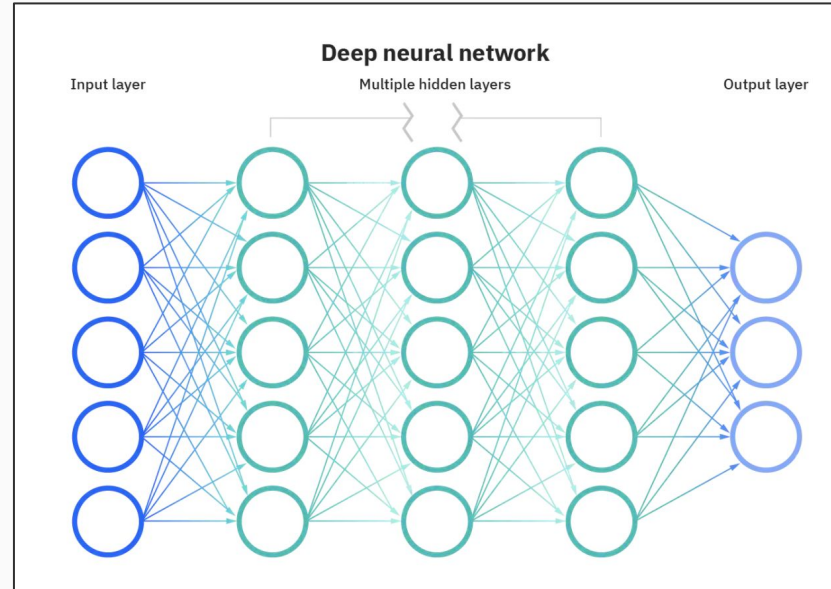 Deep neural network
Input layer
Multiple hidden layers
Output layer